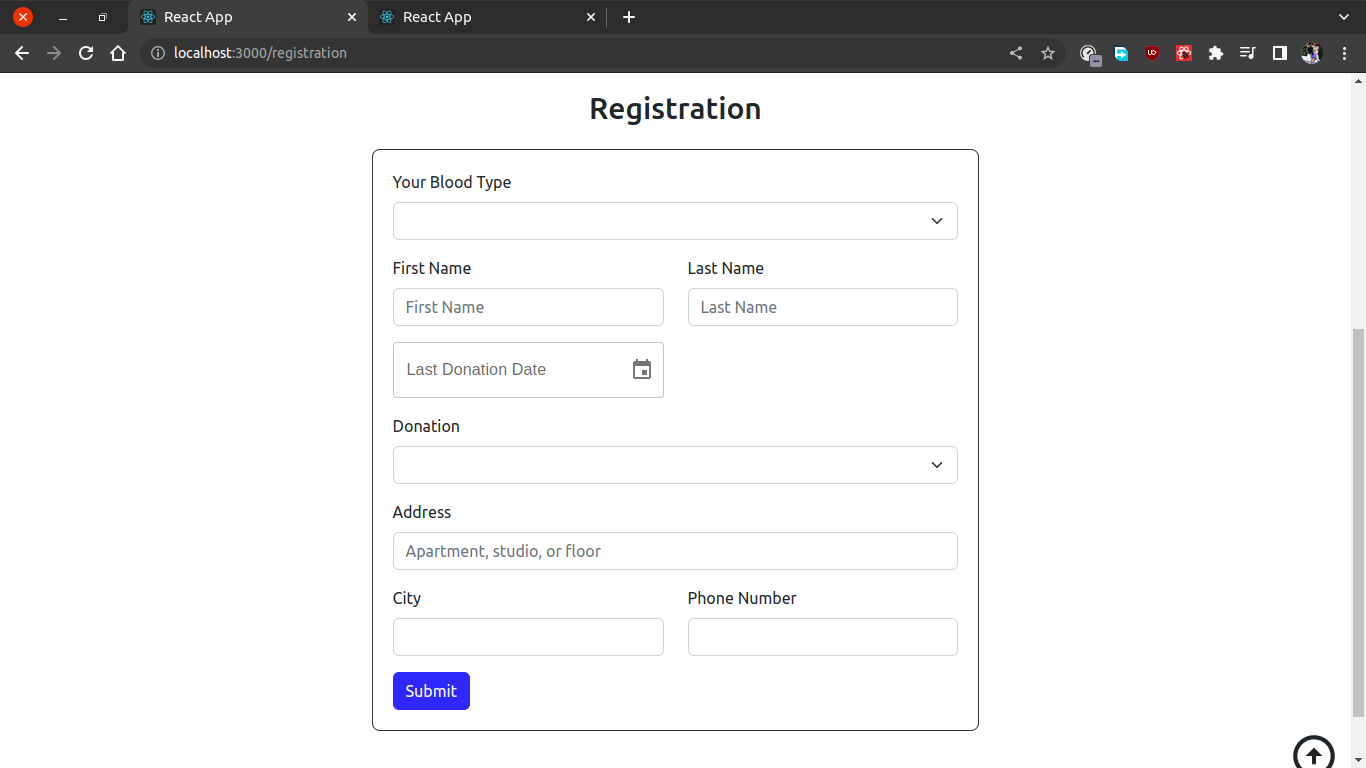 React App
React App
localhost:3000/registration
Registration
Your Blood Type
First Name Last Name
First Name Last Name
Last Donation Date
Donation
Address
Apartment, studio, or floor
City Phone Number
Submit